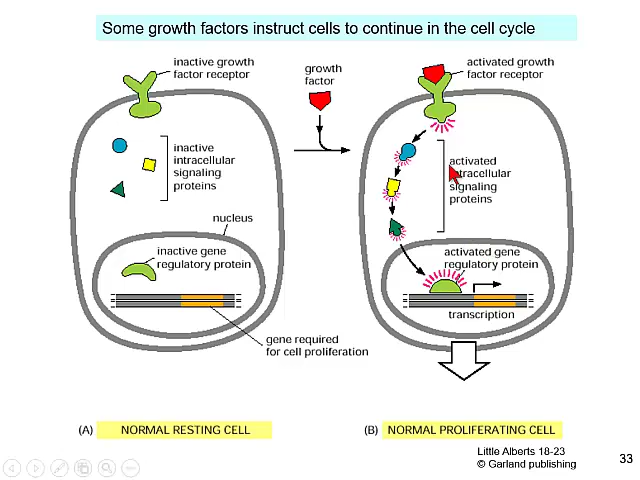 Some growth factors instruct cells to continue in the cell cycle
inactive growth
factor receptor
growth
factor
activated growth
factor receptor
inactive
intracellular
signaling
proteins
activated
intracellular
signaling
proteins
nucleus
inactive gene
regulatory protein
activated gene
regulatory protein
transcription
gene required
for cell proliferation
(A) NORMAL RESTING CELL
(B) NORMAL PROLIFERATING CELL
Little Alberts 18-23
© Garland publishing
33